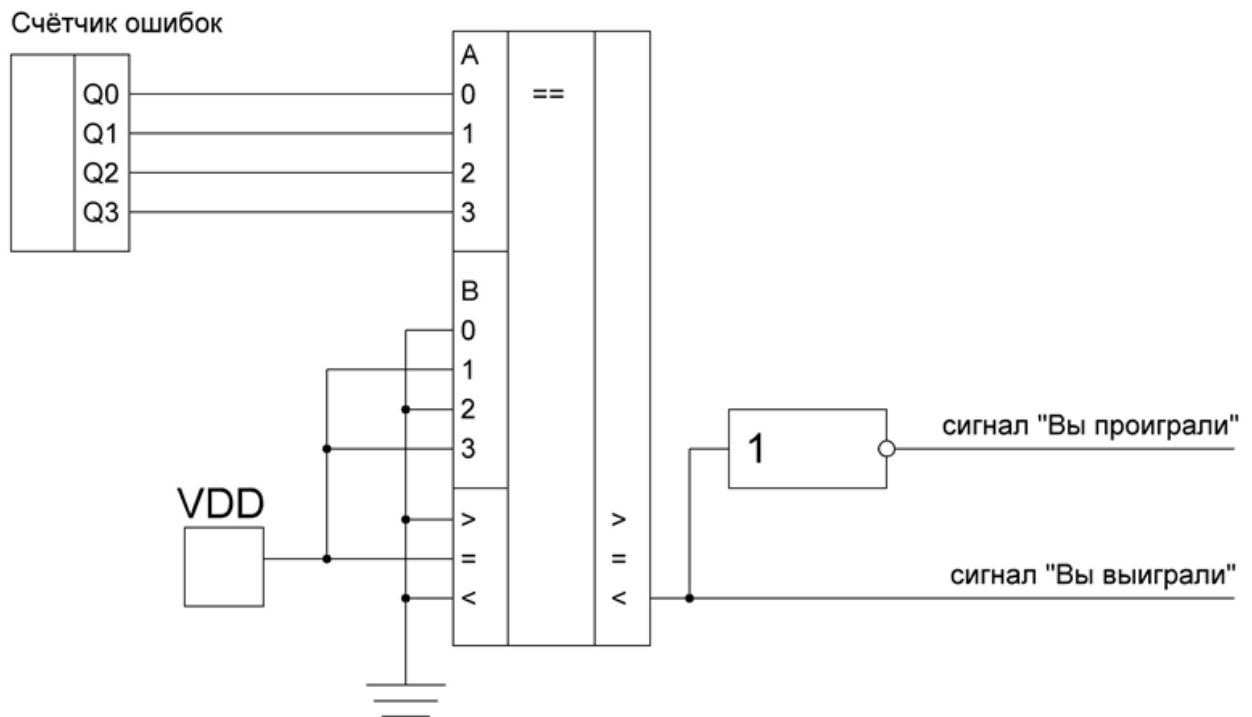 Счётчик ошибок
Q0
Q1
Q2
Q3
A
0 ==
1
2
3
B
0
1
2
3
VDD
> >
= =
< <
1
сигнал "Вы проиграли"
сигнал "Вы выиграли"